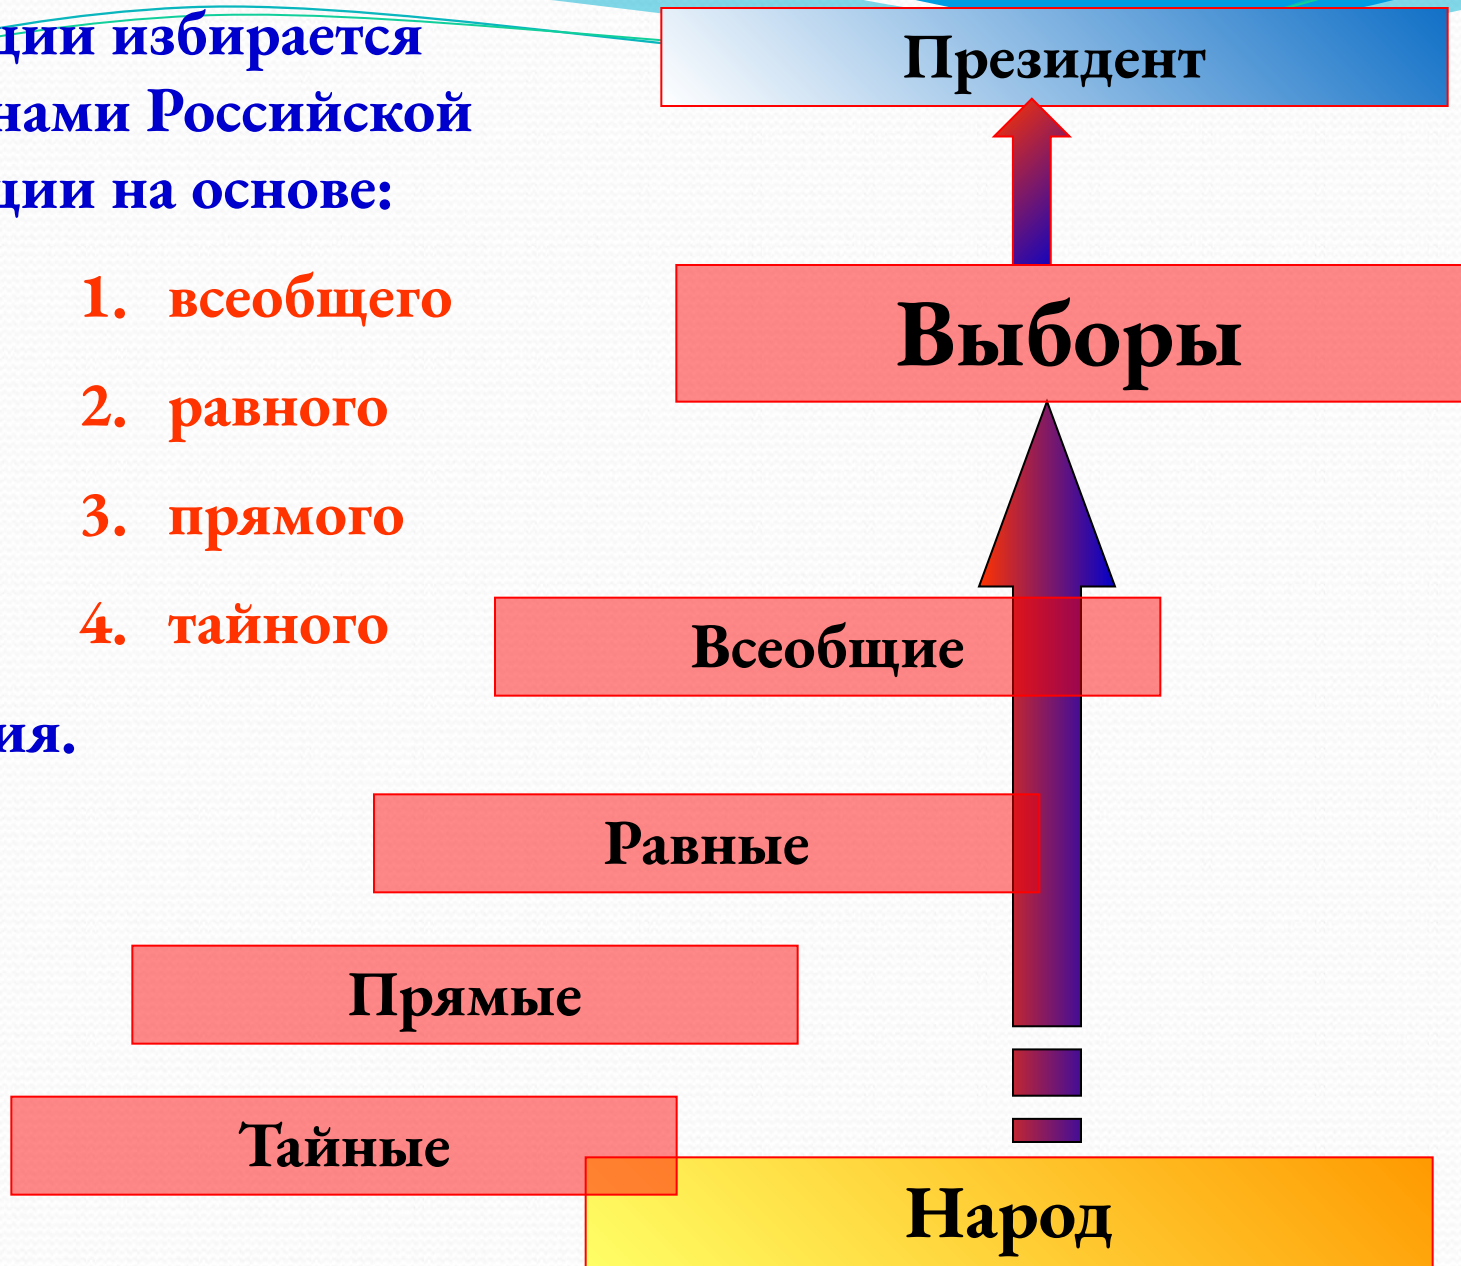 ции избирается
нами Российской
ции на основе:
1. всеобщего
2. равного
3. прямого
4. тайного
ия.
Президент
Выборы
Всеобщие
Равные
Прямые
Тайные
Народ